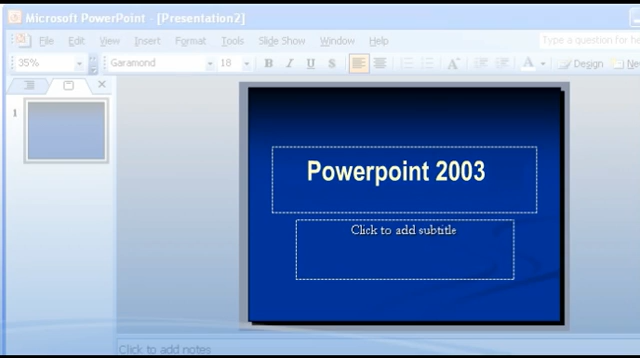 Microsoft PowerPoint - [Presentation2]
File Edit View Insert Format Tools Slide Show Window Help Type a question for he
35% Garamond 18 B I U S A A Design Ne
1
Powerpoint 2003
Click to add subtitle
Click to add notes